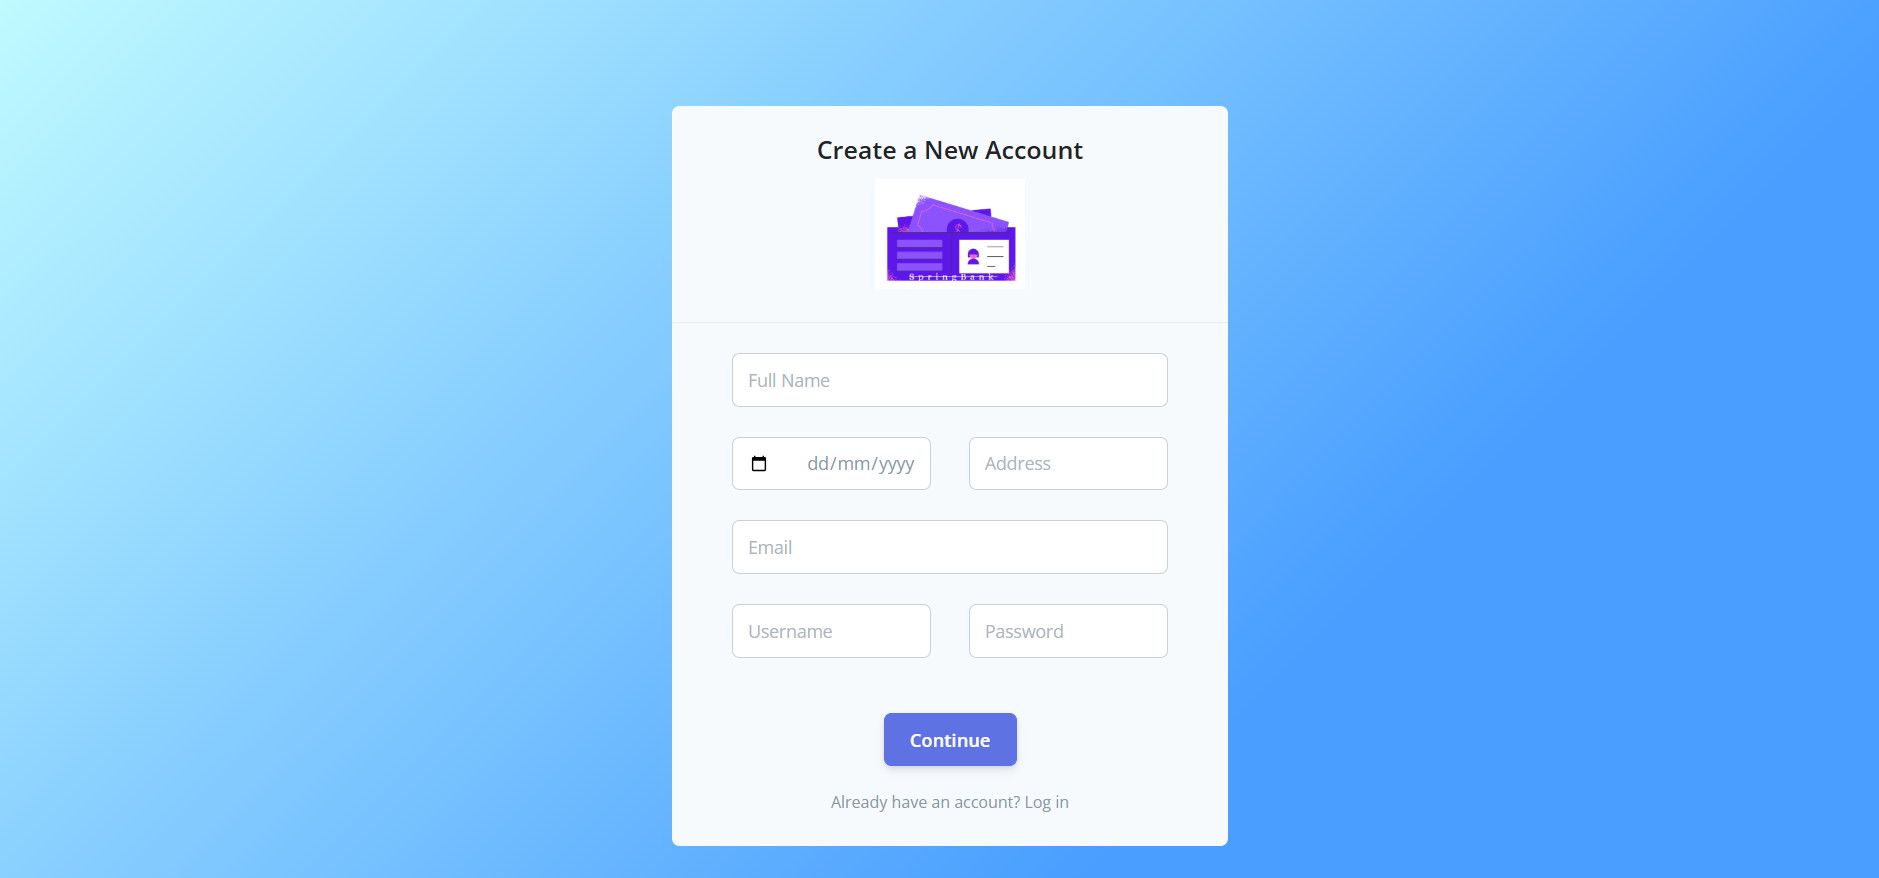 Create a New Account
SpringBank
Full Name
dd/mm/yyyy
Address
Email
Username
Password
Continue
Already have an account? Log in